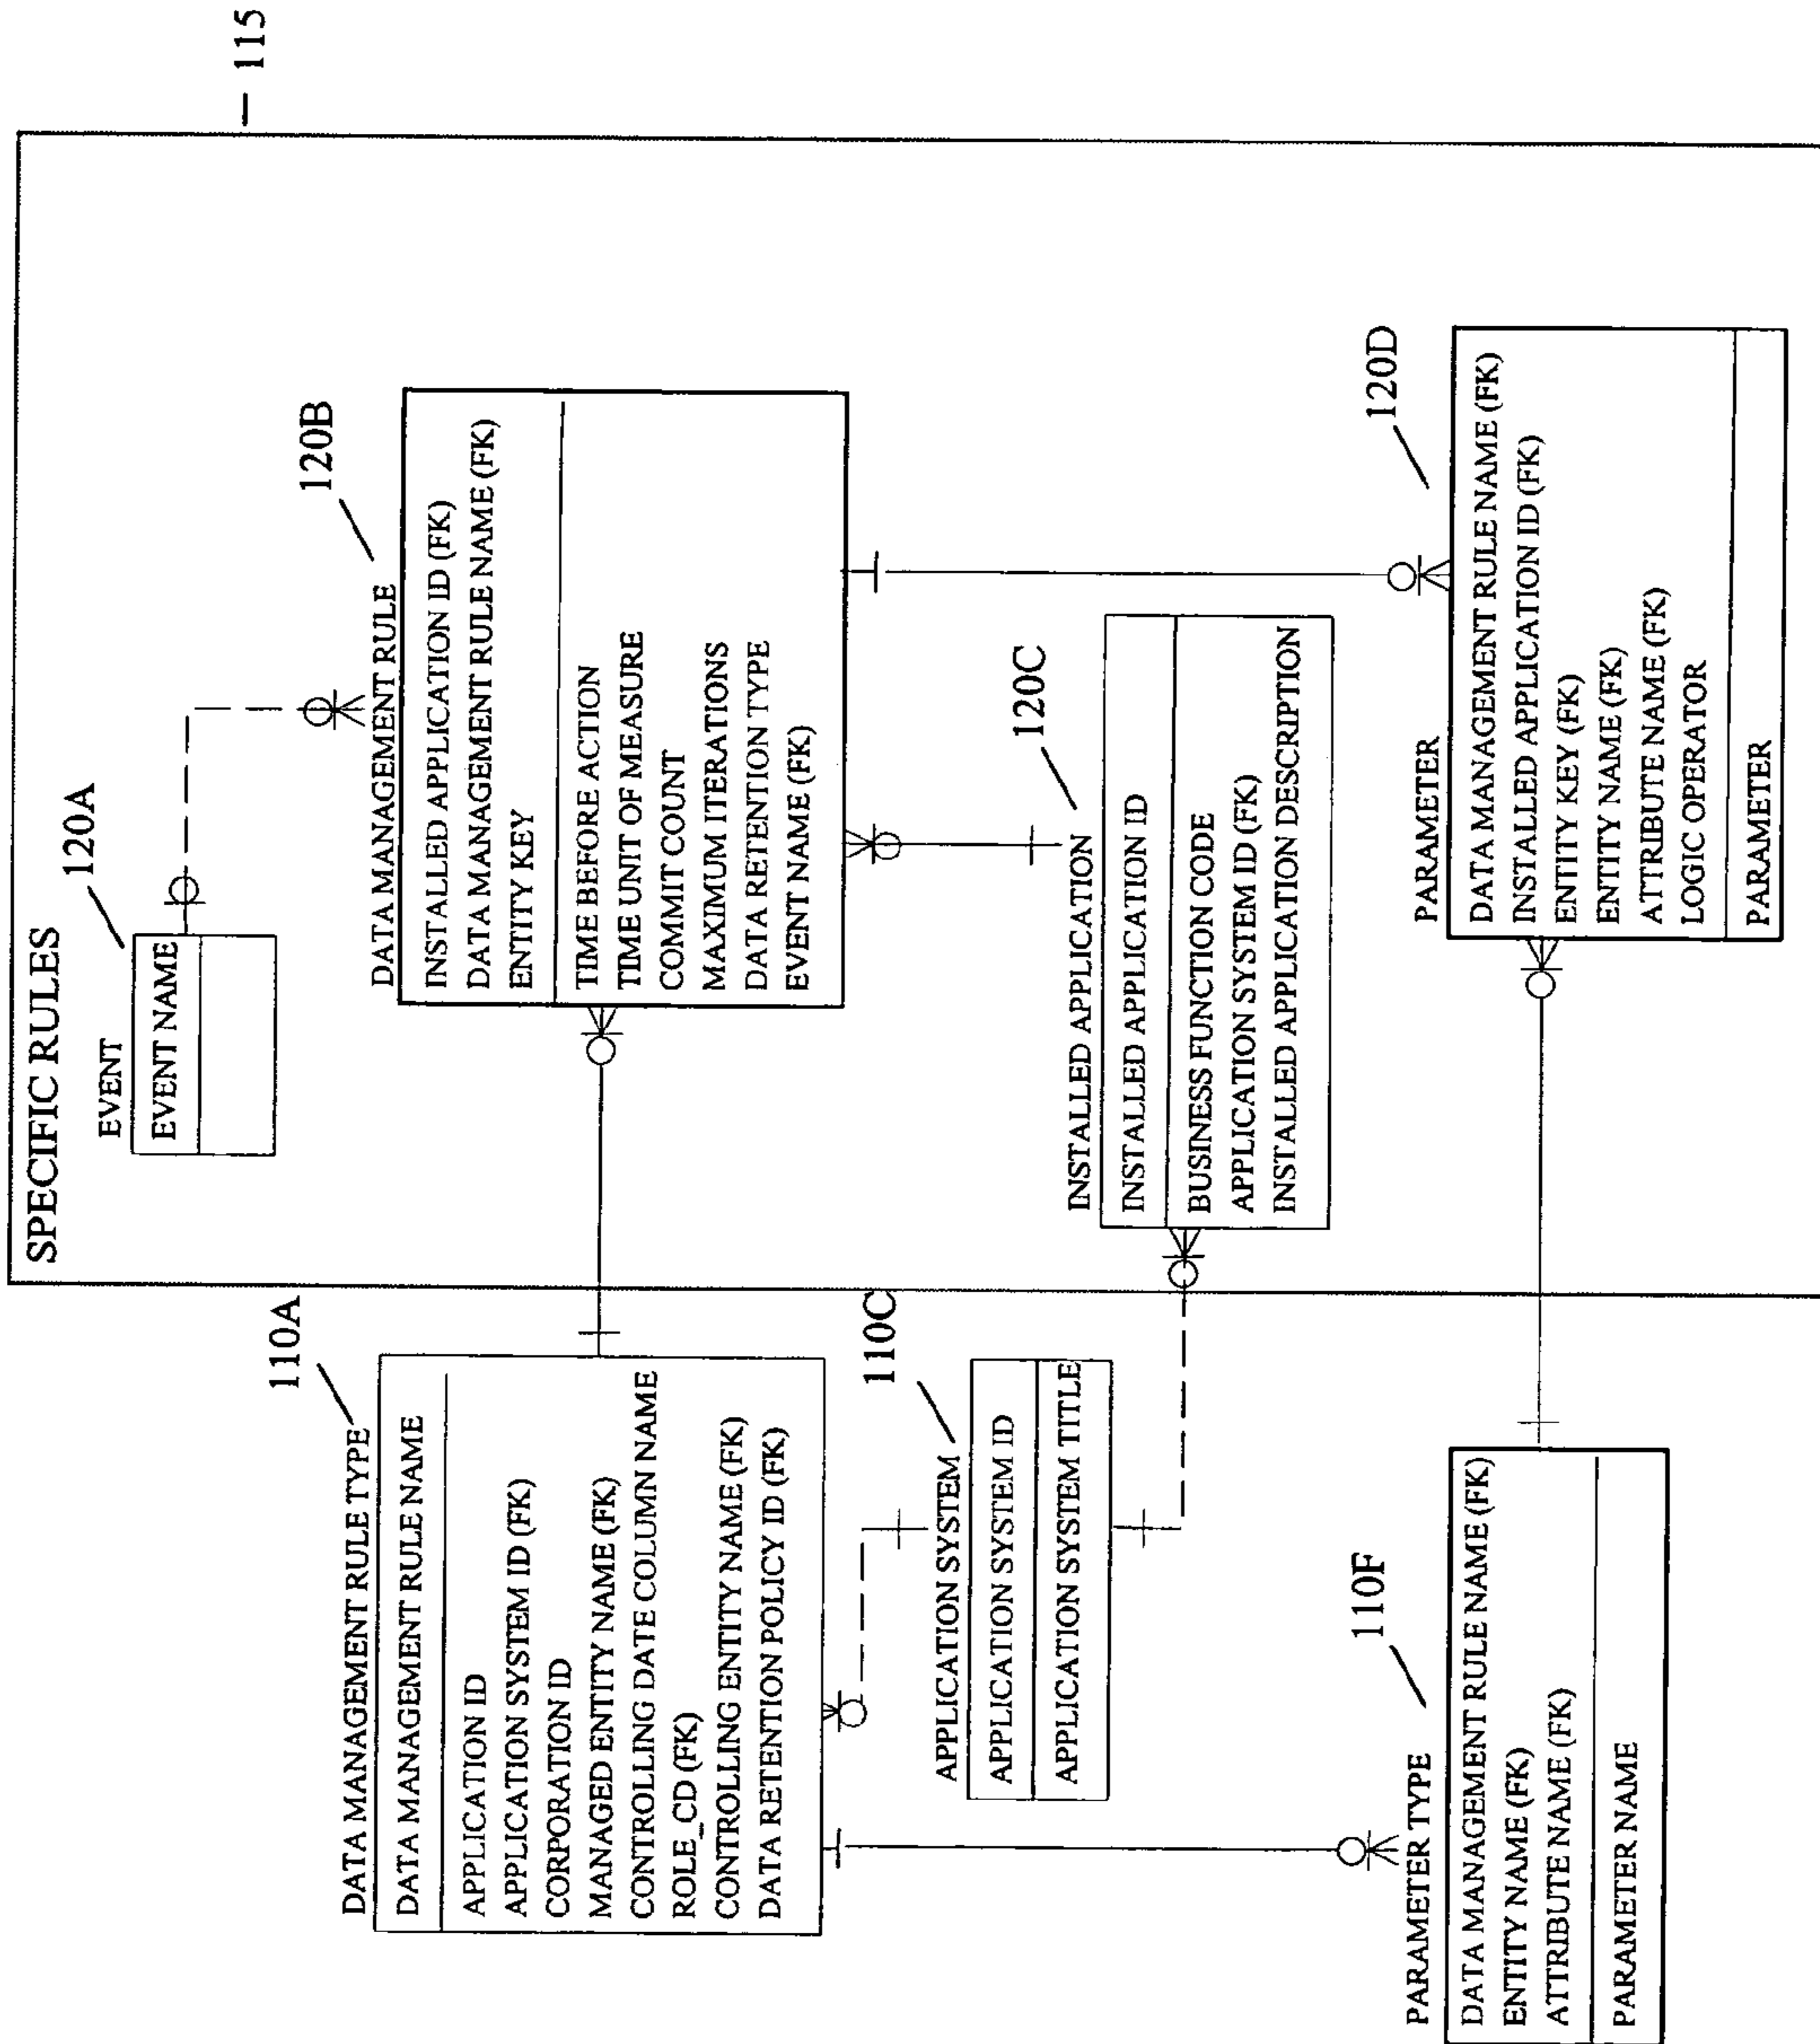 SPECIFIC RULES
115
EVENT
120A
EVENT NAME
DATA MANAGEMENT RULE TYPE
110A
DATA MANAGEMENT RULE NAME
APPLICATION ID
APPLICATION SYSTEM ID (FK)
CORPORATION ID
MANAGED ENTITY NAME (FK)
CONTROLLING DATE COLUMN NAME
ROLE_CD (FK)
CONTROLLING ENTITY NAME (FK)
DATA RETENTION POLICY ID (FK)
DATA MANAGEMENT RULE
120B
INSTALLED APPLICATION ID (FK)
DATA MANAGEMENT RULE NAME (FK)
ENTITY KEY
TIME BEFORE ACTION
TIME UNIT OF MEASURE
COMMIT COUNT
MAXIMUM ITERATIONS
DATA RETENTION TYPE
EVENT NAME (FK)
APPLICATION SYSTEM
110C
APPLICATION SYSTEM ID
APPLICATION SYSTEM TITLE
INSTALLED APPLICATION
120C
INSTALLED APPLICATION ID
BUSINESS FUNCTION CODE
APPLICATION SYSTEM ID (FK)
INSTALLED APPLICATION DESCRIPTION
PARAMETER TYPE
110F
DATA MANAGEMENT RULE NAME (FK)
ENTITY NAME (FK)
ATTRIBUTE NAME (FK)
PARAMETER NAME
PARAMETER
120D
DATA MANAGEMENT RULE NAME (FK)
INSTALLED APPLICATION ID (FK)
ENTITY KEY (FK)
ENTITY NAME (FK)
ATTRIBUTE NAME (FK)
LOGIC OPERATOR
PARAMETER